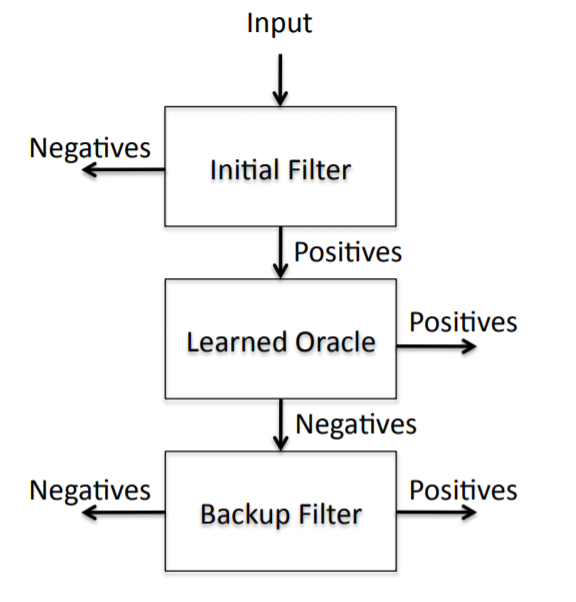 Input
Negatives
Initial Filter
Positives
Positives
Learned Oracle
Negatives
Negatives
Positives
Backup Filter